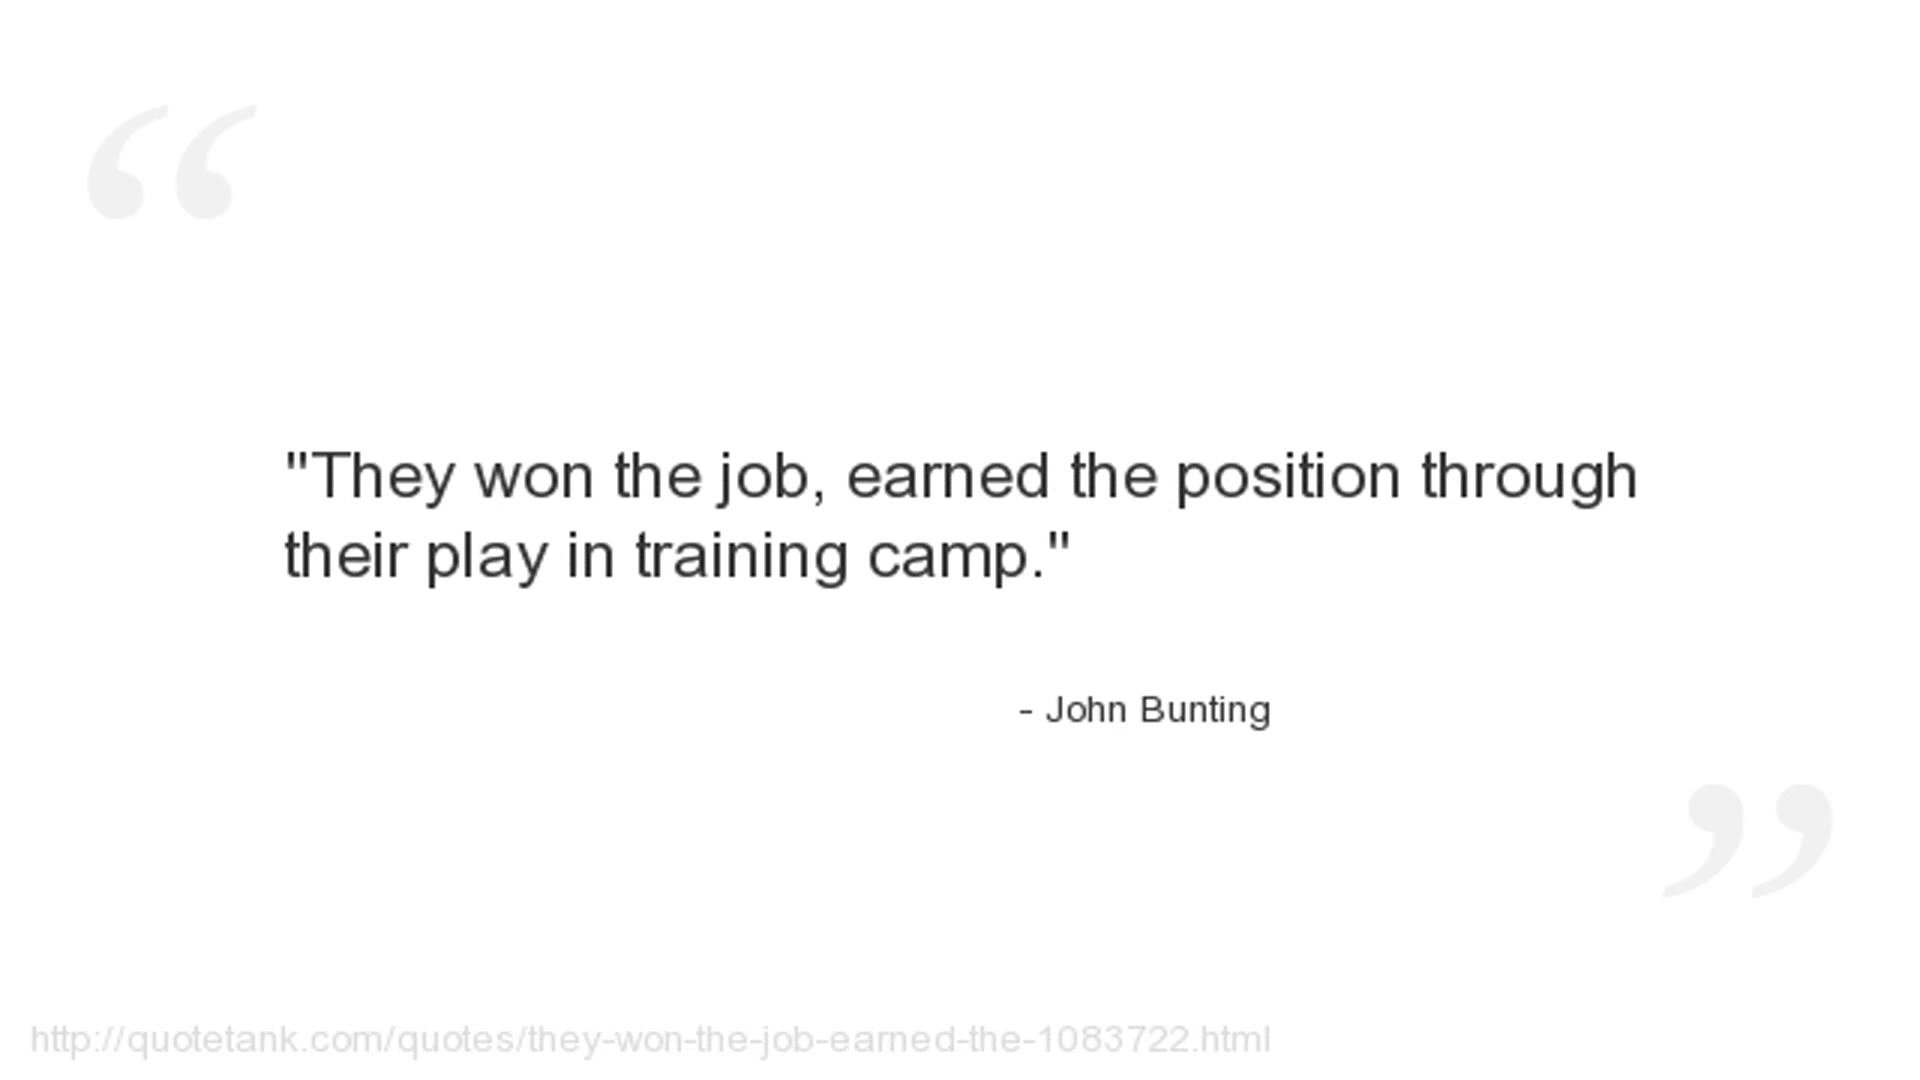 "They won the job, earned the position through
their play in training camp."
- John Bunting
http://quotetank.com/quotes/they-won-the-job-earned-the-1083722.html